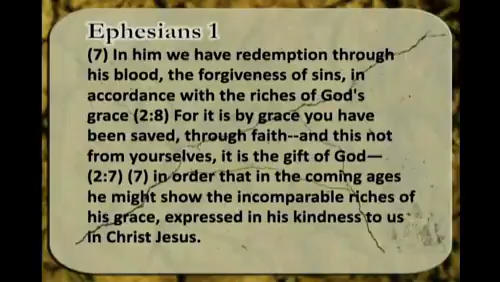 Ephesians 1
(7) In him we have redemption through
his blood, the forgiveness of sins, in
accordance with the riches of God's
grace (2:8) For it is by grace you have
been saved, through faith--and this not
from yourselves, it is the gift of God—
(2:7) (7) in order that in the coming ages
he might show the incomparable riches of
his grace, expressed in his kindness to us
in Christ Jesus.